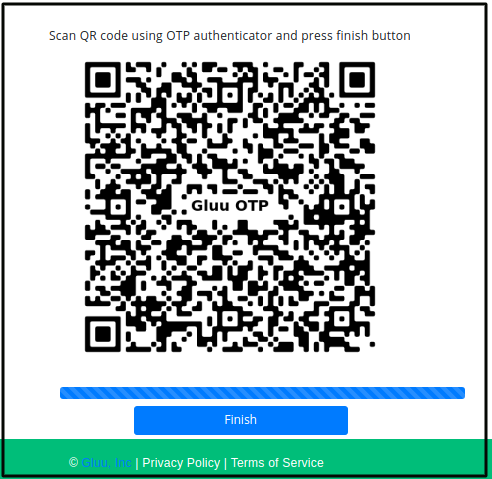 Scan QR code using OTP authenticator and press finish button
Gluu OTP
Finish
© Gluu, Inc | Privacy Policy | Terms of Service